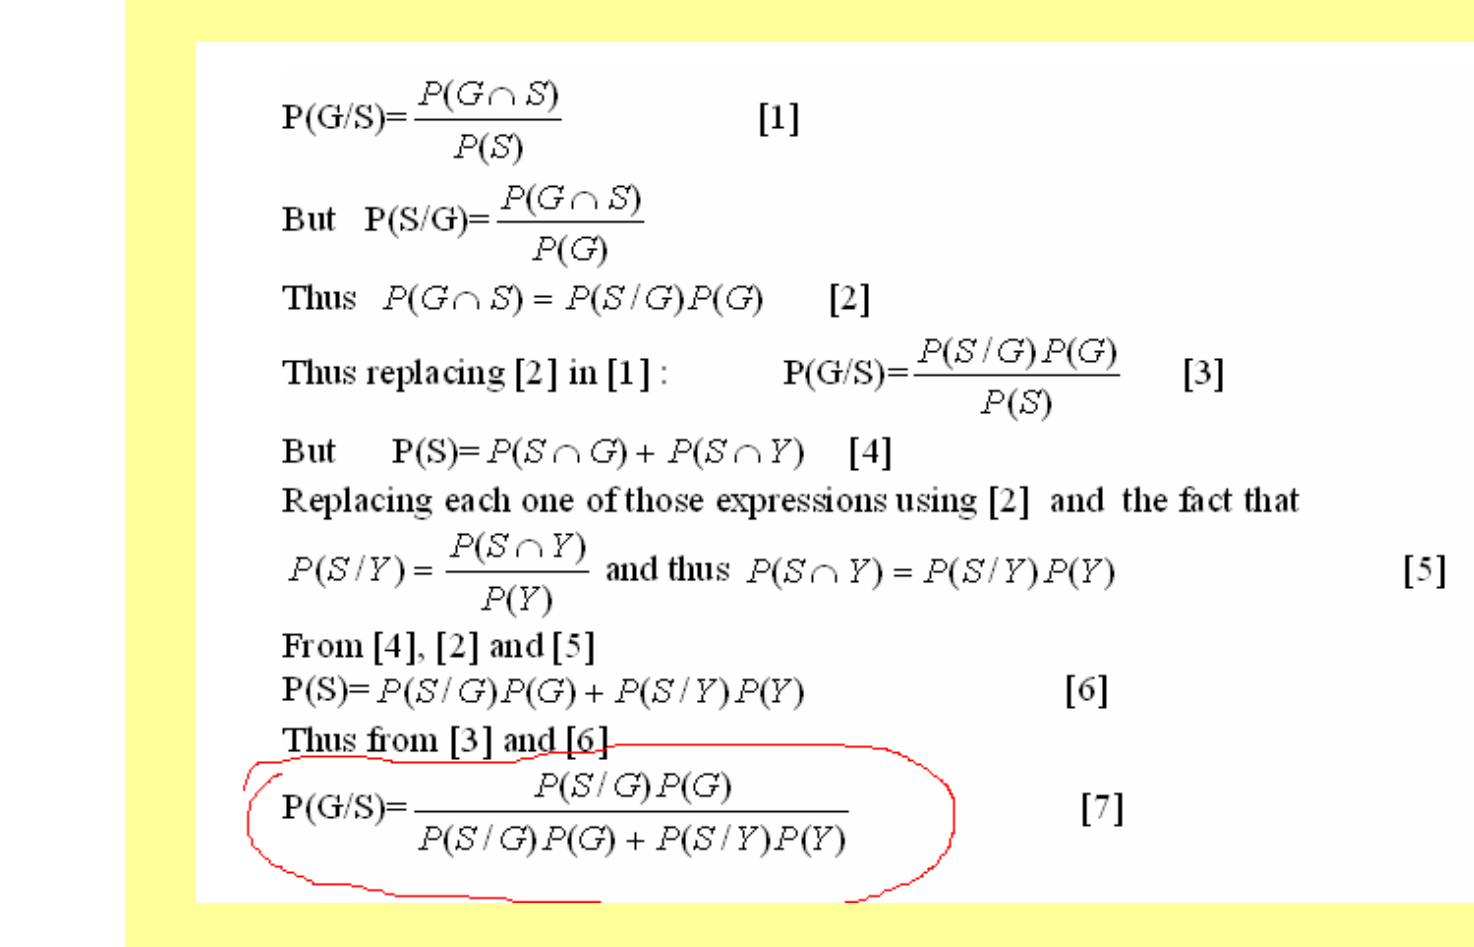 P(G/S)= P(G∩S) / P(S) [1]
But P(S/G)= P(G∩S) / P(G)
Thus P(G∩S) = P(S/G)P(G) [2]
Thus replacing [2] in [1] : P(G/S)= P(S/G)P(G) / P(S) [3]
But P(S)= P(S∩G) + P(S∩Y) [4]
Replacing each one of those expressions using [2] and the fact that
P(S/Y) = P(S∩Y) / P(Y) and thus P(S∩Y) = P(S/Y)P(Y) [5]
From [4], [2] and [5]
P(S)= P(S/G)P(G) + P(S/Y)P(Y) [6]
Thus from [3] and [6]
P(G/S)= P(S/G)P(G) / P(S/G)P(G) + P(S/Y)P(Y) [7]